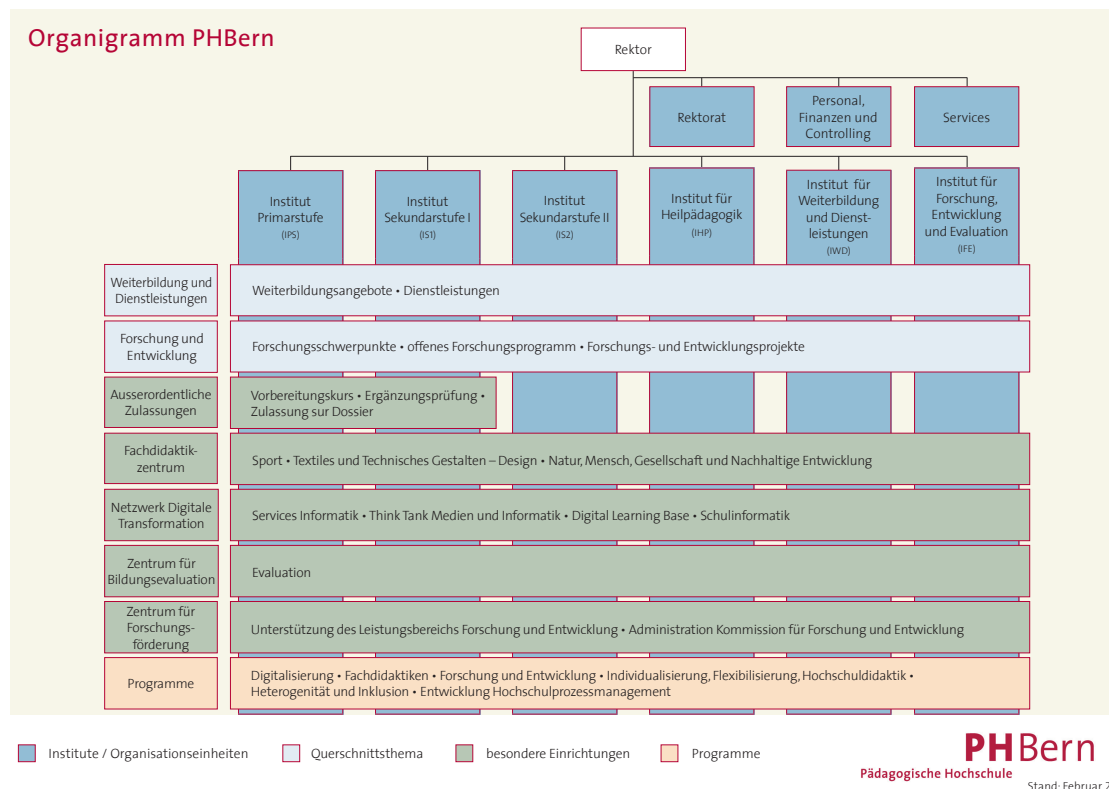 Organigramm PHBern
Rektor
Rektorat
Personal,
Finanzen und
Controlling
Services
Institut
Primarstufe
(IPS)
Institut
Sekundarstufe I
(IS1)
Institut
Sekundarstufe II
(IS2)
Institut für
Heilpädagogik
(IHP)
Institut für
Weiterbildung
und Dienst-
leistungen
(IWD)
Institut für
Forschung,
Entwicklung
und Evaluation
(IFE)
Weiterbildung und
Dienstleistungen
Weiterbildungsangebote • Dienstleistungen
Forschung und
Entwicklung
Forschungsschwerpunkte • offenes Forschungsprogramm • Forschungs- und Entwicklungsprojekte
Ausserordentliche
Zulassungen
Vorbereitungskurs • Ergänzungsprüfung •
Zulassung sur Dossier
Fachdidaktik-
zentrum
Sport • Textiles und Technisches Gestalten – Design • Natur, Mensch, Gesellschaft und Nachhaltige Entwicklung
Netzwerk Digitale
Transformation
Services Informatik • Think Tank Medien und Informatik • Digital Learning Base • Schulinformatik
Zentrum für
Bildungsevaluation
Evaluation
Zentrum für
Forschungs-
förderung
Unterstützung des Leistungsbereichs Forschung und Entwicklung • Administration Kommission für Forschung und Entwicklung
Programme
Digitalisierung • Fachdidaktiken • Forschung und Entwicklung • Individualisierung, Flexibilisierung, Hochschuldidaktik •
Heterogenität und Inklusion • Entwicklung Hochschulprozessmanagement
Institute / Organisationseinheiten
Querschnittsthema
besondere Einrichtungen
Programme
PHBern
Pädagogische Hochschule
Stand: Februar